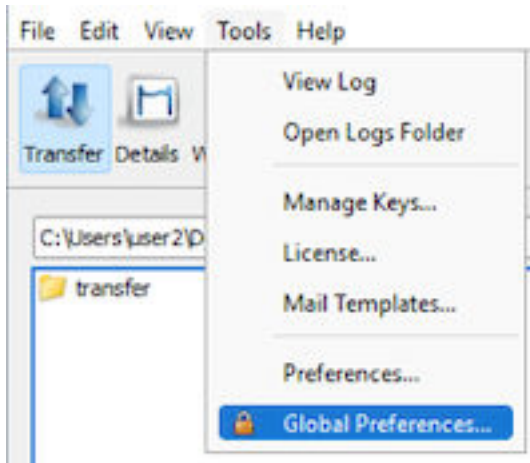 File Edit View Tools Help
Transfer Details
View Log
Open Logs Folder
Manage Keys...
License...
Mail Templates...
Preferences...
Global Preferences...
C:\Users\user2\D
transfer